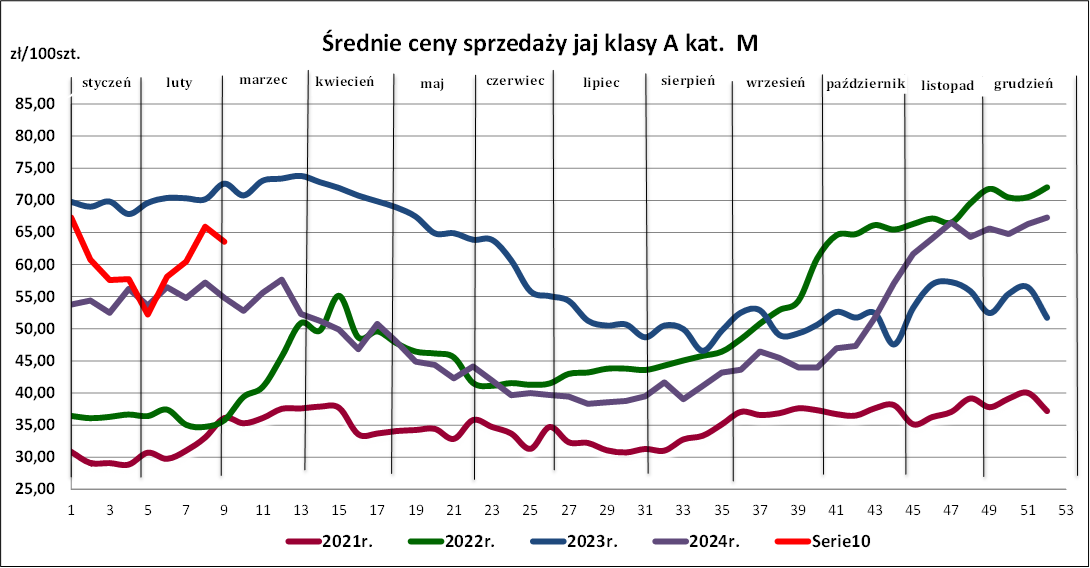 Średnie ceny sprzedaży jaj klasy A kat. M
zł/100szt.
styczeń luty marzec kwiecień maj czerwiec lipiec sierpień wrzesień październik listopad grudzień
85,00
80,00
75,00
70,00
65,00
60,00
55,00
50,00
45,00
40,00
35,00
30,00
25,00
1 3 5 7 9 11 13 15 17 19 21 23 25 27 29 31 33 35 37 39 41 43 45 47 49 51 53
2021r. 2022r. 2023r. 2024r. Serie10